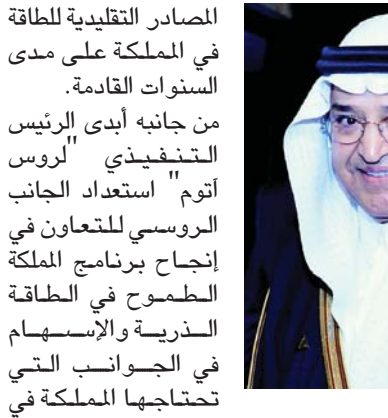 المصادر التقليدية للطاقة
في المملكة على مدى
السنوات القادمة.
من جانبه أبدى الرئيس
التنفيذي "لروس
آتوم" استعداد الجانب
الروسي للتعاون في
إنجاح برنامج المملكة
الطموح في الطاقة
الذرية والإسهام
في الجوانب التي
تحتاجها المملكة في